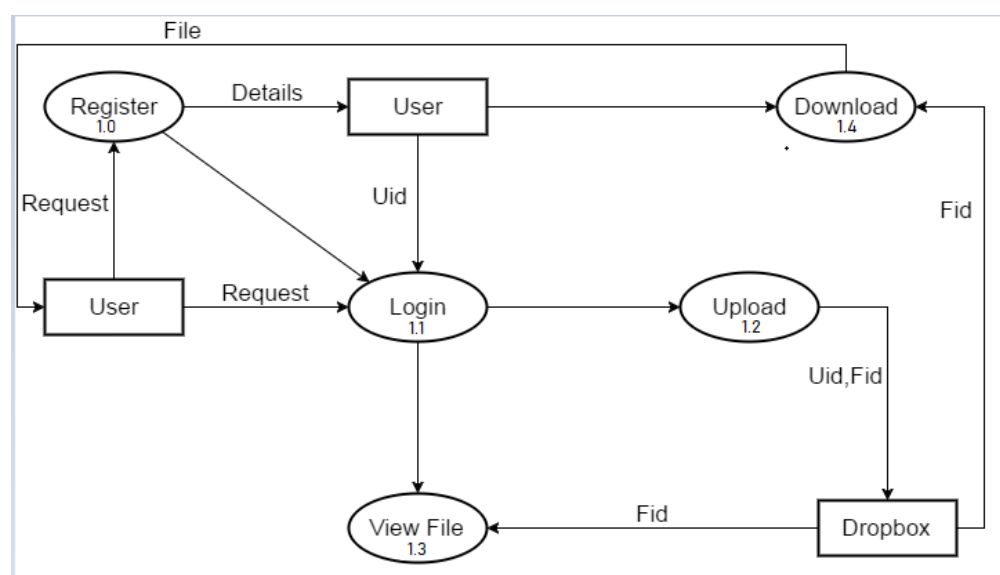 File
Register
1.0
Details
User
Download
1.4
Request
Uid
Fid
User
Request
Login
1.1
Upload
1.2
Uid,Fid
View File
1.3
Fid
Dropbox